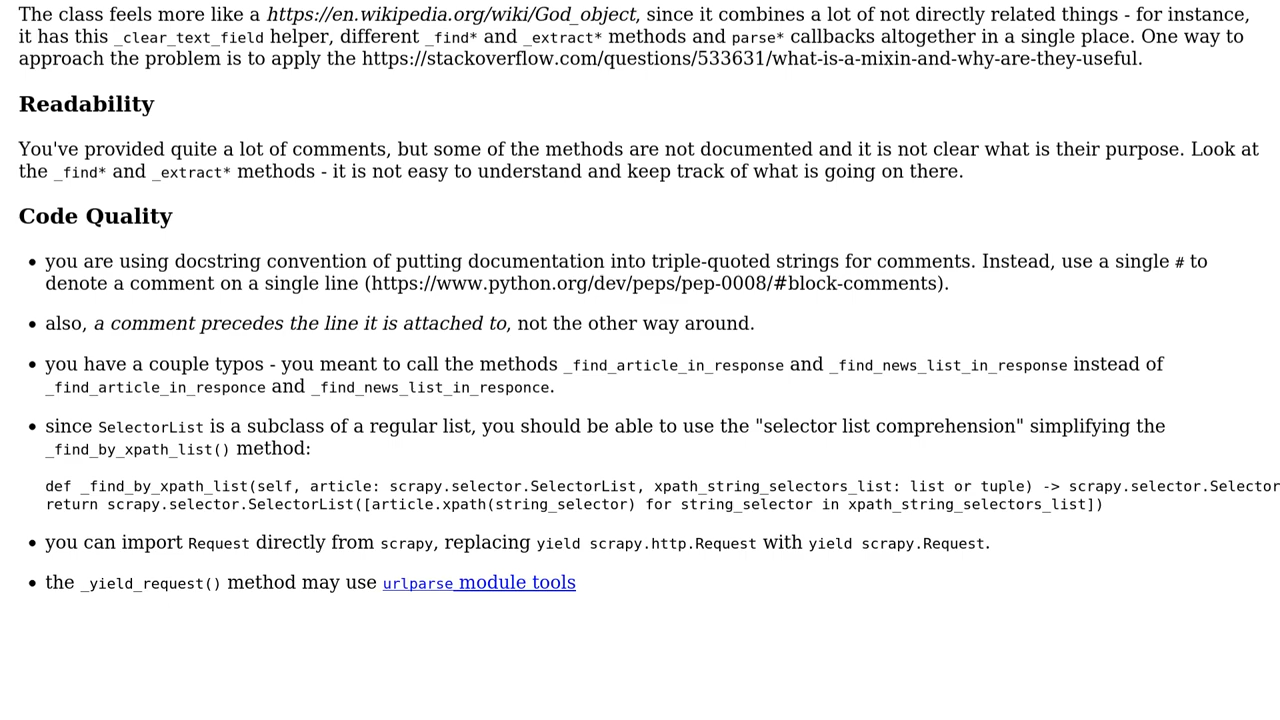 The class feels more like a https://en.wikipedia.org/wiki/God_object, since it combines a lot of not directly related things - for instance,
it has this _clear_text_field helper, different _find* and _extract* methods and parse* callbacks altogether in a single place. One way to
approach the problem is to apply the https://stackoverflow.com/questions/533631/what-is-a-mixin-and-why-are-they-useful.
Readability
You've provided quite a lot of comments, but some of the methods are not documented and it is not clear what is their purpose. Look at
the _find* and _extract* methods - it is not easy to understand and keep track of what is going on there.
Code Quality
• you are using docstring convention of putting documentation into triple-quoted strings for comments. Instead, use a single # to
denote a comment on a single line (https://www.python.org/dev/peps/pep-0008/#block-comments).
• also, a comment precedes the line it is attached to, not the other way around.
• you have a couple typos - you meant to call the methods _find_article_in_response and _find_news_list_in_response instead of
_find_article_in_responce and _find_news_list_in_responce.
• since SelectorList is a subclass of a regular list, you should be able to use the "selector list comprehension" simplifying the
_find_by_xpath_list() method:
def _find_by_xpath_list(self, article: scrapy.selector.SelectorList, xpath_string_selectors_list: list or tuple) -> scrapy.selector.Selector
return scrapy.selector.SelectorList([article.xpath(string_selector) for string_selector in xpath_string_selectors_list])
• you can import Request directly from scrapy, replacing yield scrapy.http.Request with yield scrapy.Request.
• the _yield_request() method may use urlparse module tools